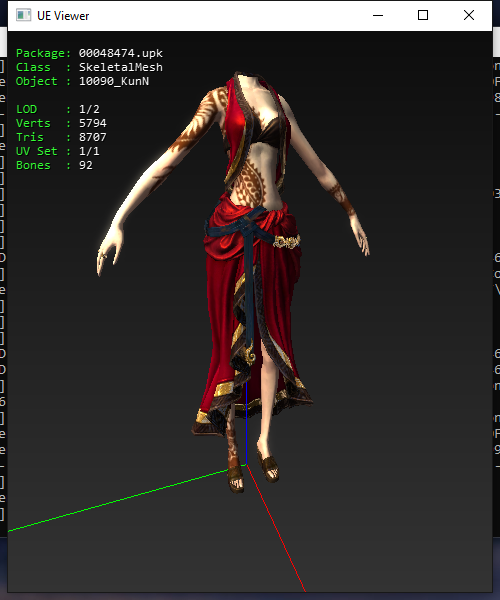 UE Viewer
Package: 00048474.upk
Class  : SkeletalMesh
Object : 10090_KunN
LOD    : 1/2
Verts  : 5794
Tris   : 8707
UV Set : 1/1
Bones  : 92